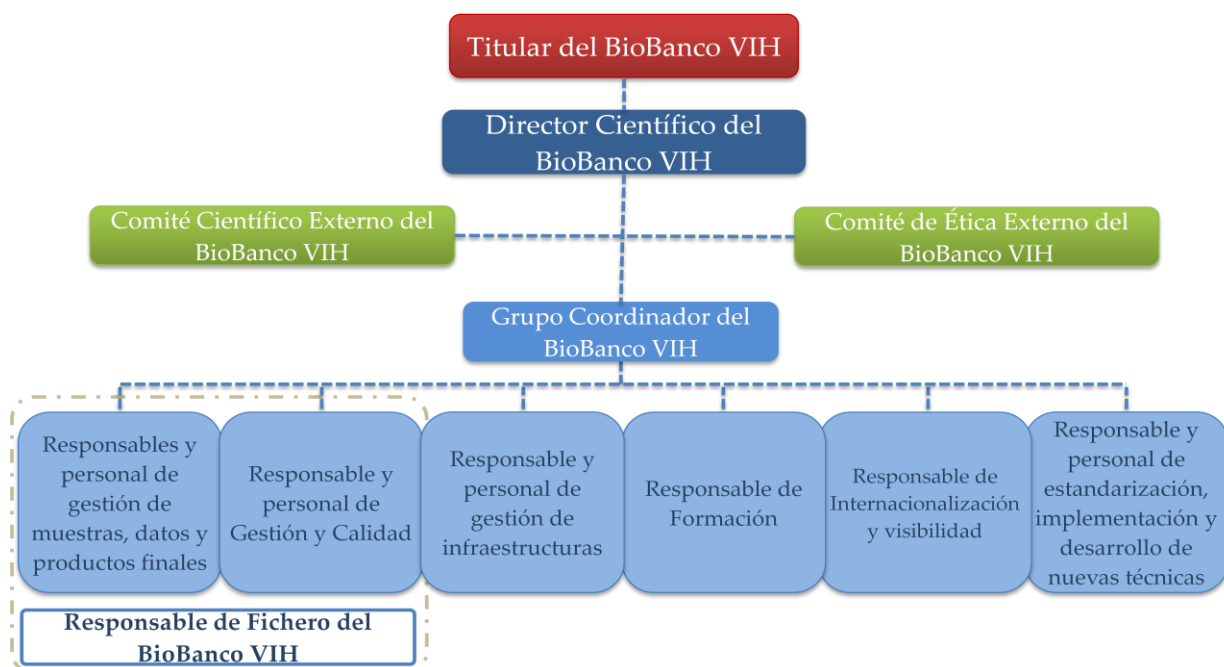 Titular del BioBanco VIH
Director Científico del
BioBanco VIH
Comité Científico Externo del
BioBanco VIH
Comité de Ética Externo del
BioBanco VIH
Grupo Coordinador del
BioBanco VIH
Responsables y
personal de
gestión de
muestras, datos y
productos finales
Responsable y
personal de
Gestión y Calidad
Responsable y
personal de
gestión de
infraestructuras
Responsable de
Formación
Responsable de
Internacionalización
y visibilidad
Responsable y
personal de
estandarización,
implementación y
desarrollo de
nuevas técnicas
Responsable de Fichero del
BioBanco VIH